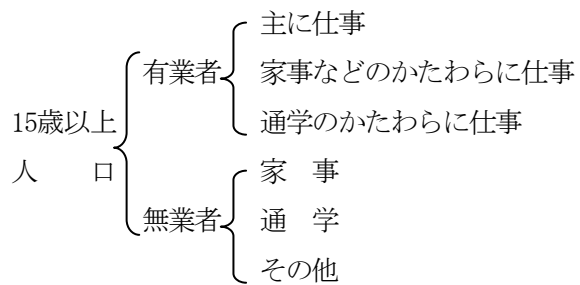 15歳以上
人　　口
有業者
主に仕事
家事などのかたわらに仕事
通学のかたわらに仕事
無業者
家　事
通　学
その他